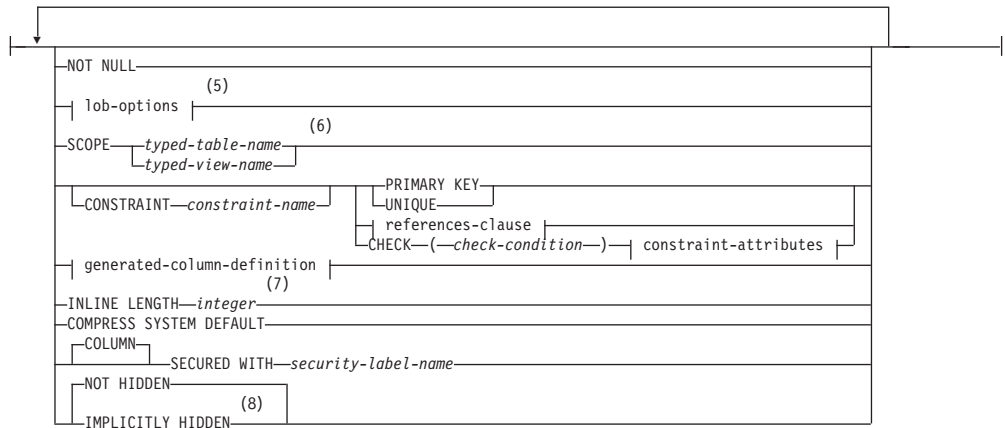 NOT NULL
(5)
lob-options
(6)
SCOPE typed-table-name
typed-view-name
PRIMARY KEY
CONSTRAINT constraint-name UNIQUE
references-clause
CHECK ( check-condition ) constraint-attributes
generated-column-definition
(7)
INLINE LENGTH integer
COMPRESS SYSTEM DEFAULT
COLUMN
SECURED WITH security-label-name
NOT HIDDEN
(8)
IMPLICITLY HIDDEN